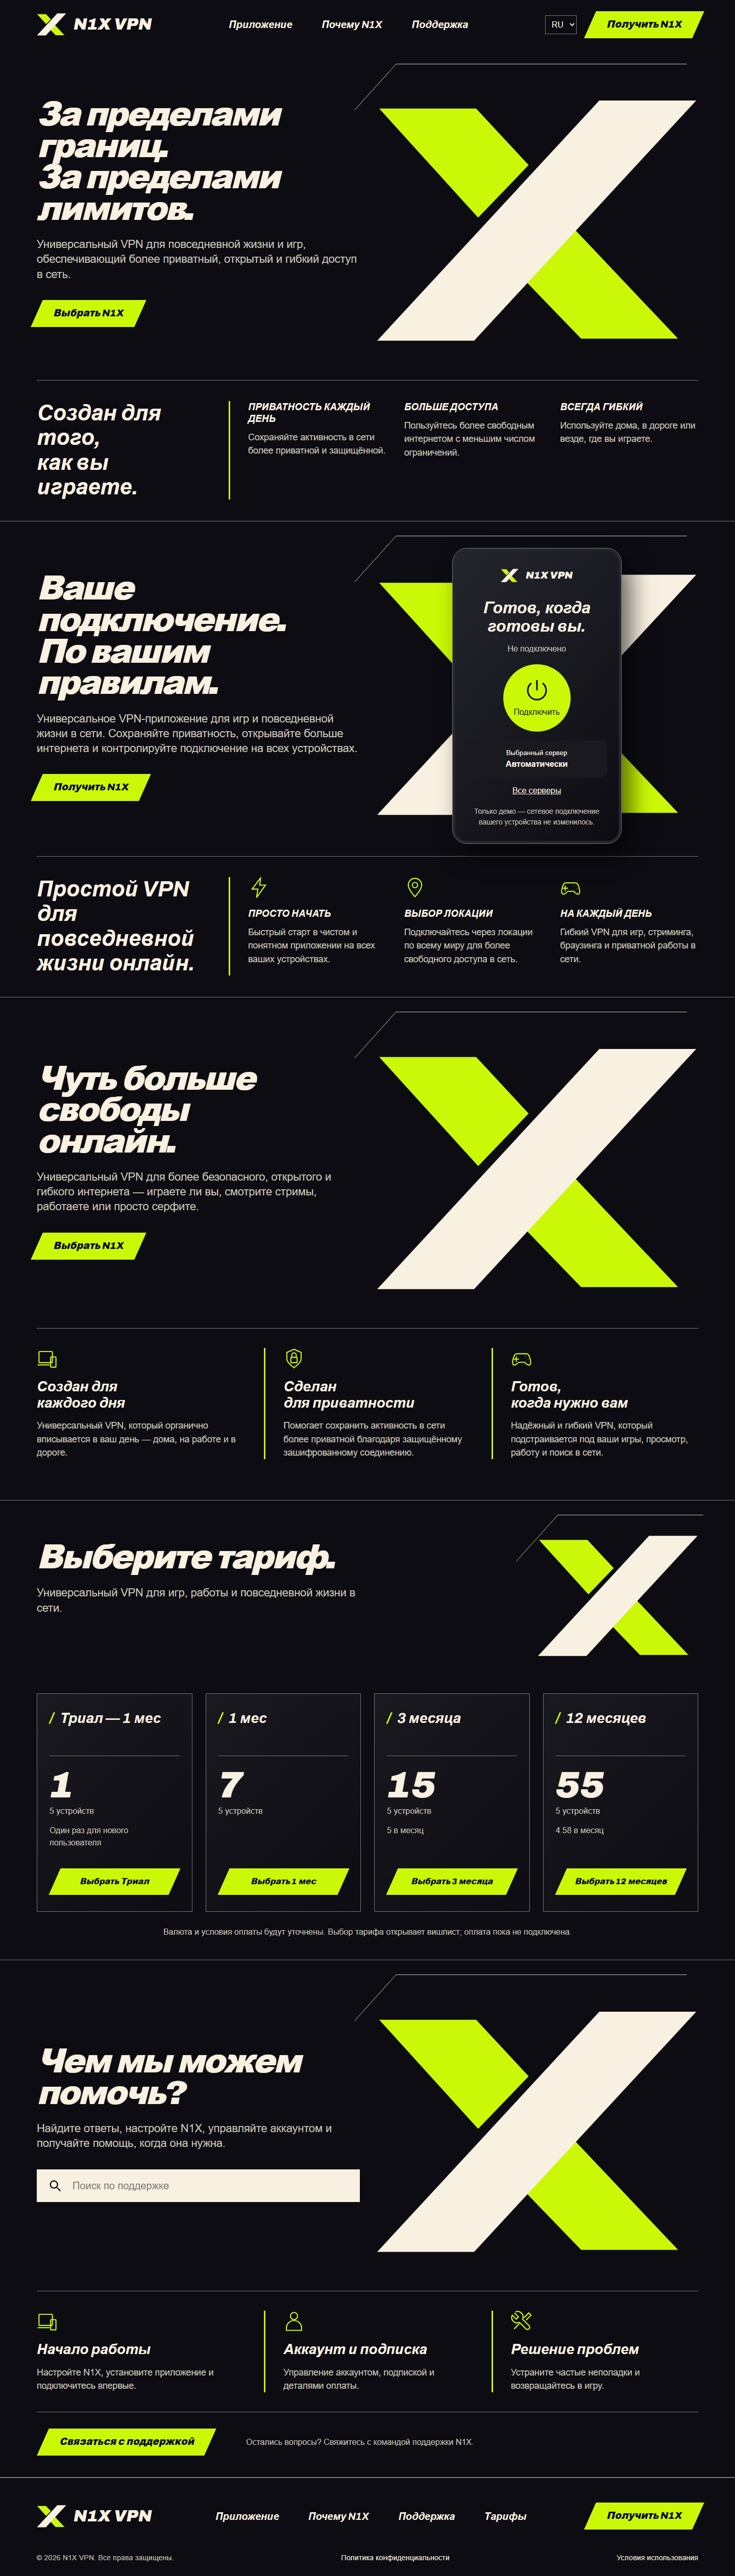 N1X VPN
Приложение
Почему N1X
Поддержка
RU
Получить N1X
За пределами
границ.
За пределами
лимитов.
Универсальный VPN для повседневной жизни и игр,
обеспечивающий более приватный, открытый и гибкий доступ
в сеть.
Выбрать N1X
Создан для
того,
как вы
играете.
ПРИВАТНОСТЬ КАЖДЫЙ
ДЕНЬ
Сохраняйте активность в сети
более приватной и защищённой.
БОЛЬШЕ ДОСТУПА
Пользуйтесь более свободным
интернетом с меньшим числом
ограничений.
ВСЕГДА ГИБКИЙ
Используйте дома, в дороге или
везде, где вы играете.
Ваше
подключение.
По вашим
правилам.
Универсальное VPN-приложение для игр и повседневной
жизни в сети. Сохраняйте приватность, открывайте больше
интернета и контролируйте подключение на всех устройствах.
Получить N1X
N1X VPN
Готов, когда
готовы вы.
Не подключено
Подключить
Выбранный сервер
Автоматически
Все серверы
Только демо — сетевое подключение
вашего устройства не изменилось.
Простой VPN
для
повседневной
жизни онлайн.
ПРОСТО НАЧАТЬ
Быстрый старт в чистом и
понятном приложении на всех
ваших устройствах.
ВЫБОР ЛОКАЦИИ
Подключайтесь через локации
по всему миру для более
свободного доступа в сеть.
НА КАЖДЫЙ ДЕНЬ
Гибкий VPN для игр, стриминга,
браузинга и приватной работы в
сети.
Чуть больше
свободы
онлайн.
Универсальный VPN для более безопасного, открытого и
гибкого интернета — играете ли вы, смотрите стримы,
работаете или просто серфите.
Выбрать N1X
Создан для
каждого дня
Универсальный VPN, который органично
вписывается в ваш день — дома, на работе и в
дороге.
Сделан
для приватности
Помогает сохранить активность в сети
более приватной благодаря защищённому
зашифрованному соединению.
Готов,
когда нужно вам
Надёжный и гибкий VPN, который
подстраивается под ваши игры, просмотр,
работу и поиск в сети.
Выберите тариф.
Универсальный VPN для игр, работы и повседневной жизни в
сети.
/ Триал — 1 мес
1
5 устройств
Один раз для нового
пользователя
Выбрать Триал
/ 1 мес
7
5 устройств
Выбрать 1 мес
/ 3 месяца
15
5 устройств
5 в месяц
Выбрать 3 месяца
/ 12 месяцев
55
5 устройств
4.58 в месяц
Выбрать 12 месяцев
Валюта и условия оплаты будут уточнены. Выбор тарифа открывает вишлист; оплата пока не подключена.
Чем мы можем
помочь?
Найдите ответы, настройте N1X, управляйте аккаунтом и
получайте помощь, когда она нужна.
Поиск по поддержке
Начало работы
Настройте N1X, установите приложение и
подключитесь впервые.
Аккаунт и подписка
Управление аккаунтом, подпиской и
деталями оплаты.
Решение проблем
Устраните частые неполадки и
возвращайтесь в игру.
Связаться с поддержкой
Остались вопросы? Свяжитесь с командой поддержки N1X.
N1X VPN
Приложение
Почему N1X
Поддержка
Тарифы
Получить N1X
© 2026 N1X VPN. Все права защищены.
Политика конфиденциальности
Условия использования